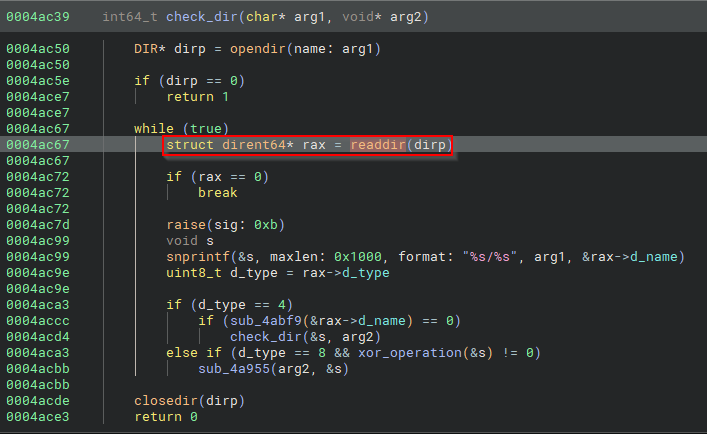 0004ac39 int64_t check_dir(char* arg1, void* arg2)
0004ac50 DIR* dirp = opendir(name: arg1)
0004ac50
0004ac5e if (dirp == 0)
0004ace7 return 1
0004ace7
0004ac67 while (true)
0004ac67 struct dirent64* rax = readdir(dirp)
0004ac67
0004ac72 if (rax == 0)
0004ac72 break
0004ac72
0004ac7d raise(sig: 0xb)
0004ac99 void s
0004ac99 snprintf(&s, maxlen: 0x1000, format: "%s/%s", arg1, &rax->d_name)
0004ac9e uint8_t d_type = rax->d_type
0004ac9e
0004aca3 if (d_type == 4)
0004accc if (sub_4abf9(&rax->d_name) == 0)
0004acd4 check_dir(&s, arg2)
0004aca3 else if (d_type == 8 && xor_operation(&s) != 0)
0004acbb sub_4a955(arg2, &s)
0004acbb
0004acde closedir(dirp)
0004ace3 return 0